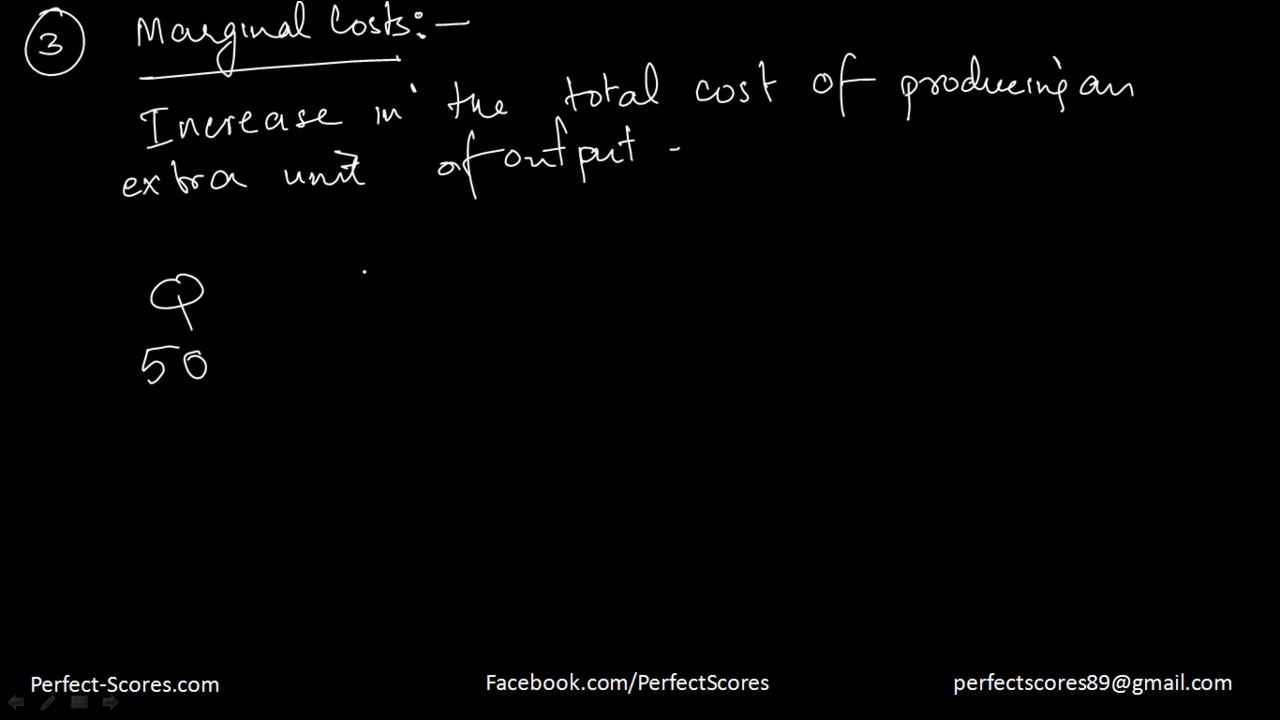 3 Marginal Costs:-
Increase in the total cost of producing an
extra unit of output -
Q
50
Perfect-Scores.com Facebook.com/PerfectScores perfectscores89@gmail.com